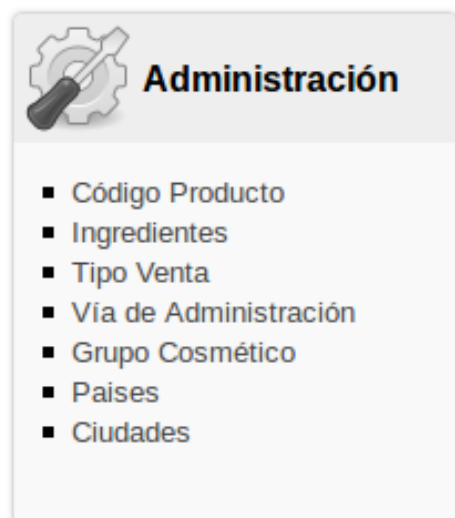 Administración
Código Producto
Ingredientes
Tipo Venta
Vía de Administración
Grupo Cosmético
Paises
Ciudades